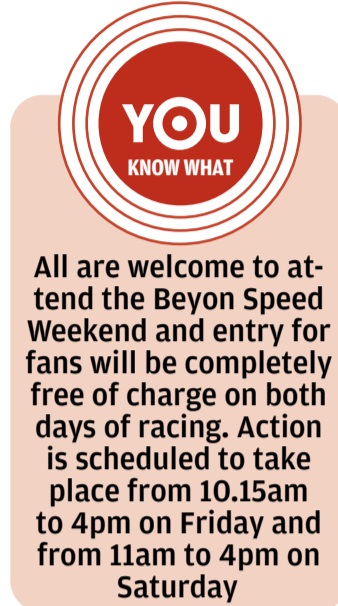 YOU
KNOW WHAT
All are welcome to at-
tend the Beyon Speed
Weekend and entry for
fans will be completely
free of charge on both
days of racing. Action
is scheduled to take
place from 10.15am
to 4pm on Friday and
from 11am to 4pm on
Saturday